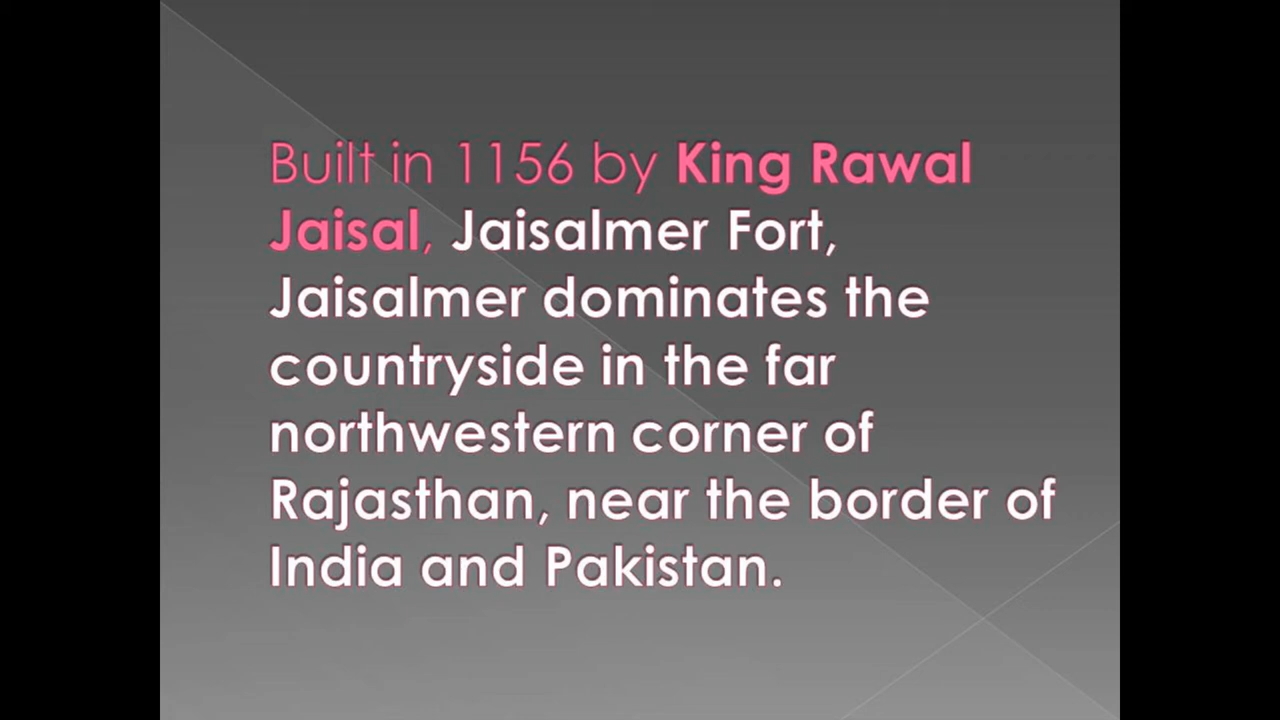 Built in 1156 by King Rawal
Jaisal, Jaisalmer Fort,
Jaisalmer dominates the
countryside in the far
northwestern corner of
Rajasthan, near the border of
India and Pakistan.